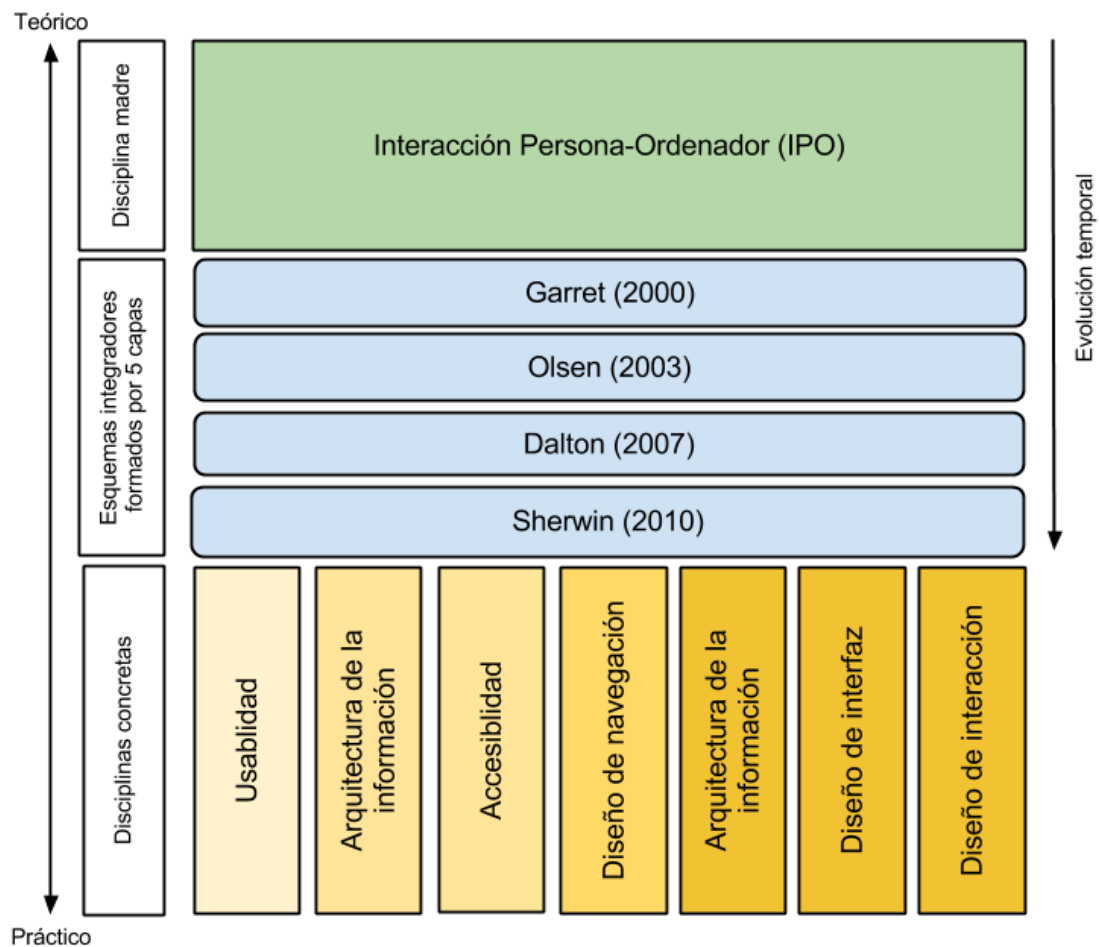 Teórico
Disciplina madre
Interacción Persona-Ordenador (IPO)
Evolución temporal
Esquemas integradores
formados por 5 capas
Garret (2000)
Olsen (2003)
Dalton (2007)
Sherwin (2010)
Disciplinas concretas
Usablidad
Arquitectura de la
información
Accesiblidad
Diseño de navegación
Arquitectura de la
información
Diseño de interfaz
Diseño de interacción
Práctico